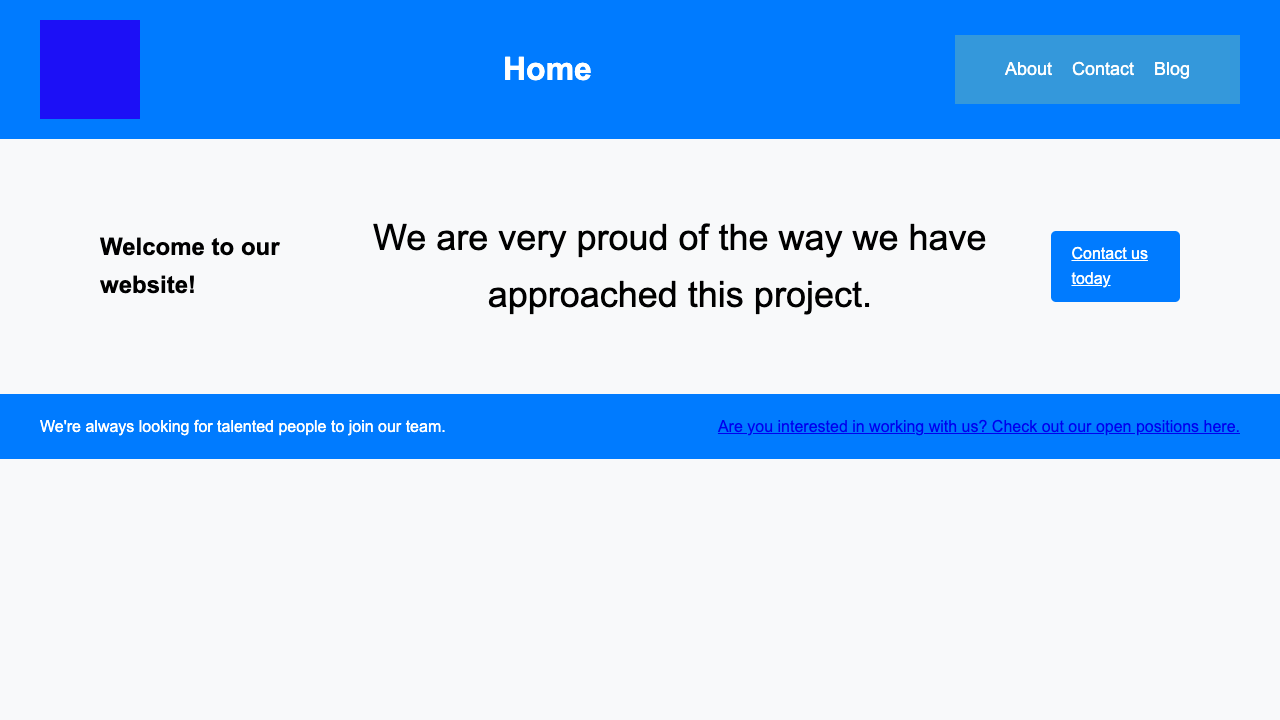 Home
About Contact Blog
Welcome to our
website!
We are very proud of the way we have
approached this project.
Contact us
today
We're always looking for talented people to join our team.
Are you interested in working with us? Check out our open positions here.